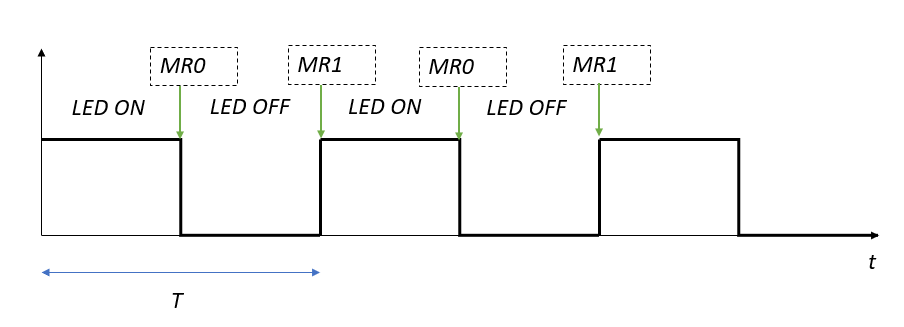 MR0
MR1
MR0
MR1
LED ON
LED OFF
LED ON
LED OFF
t
T